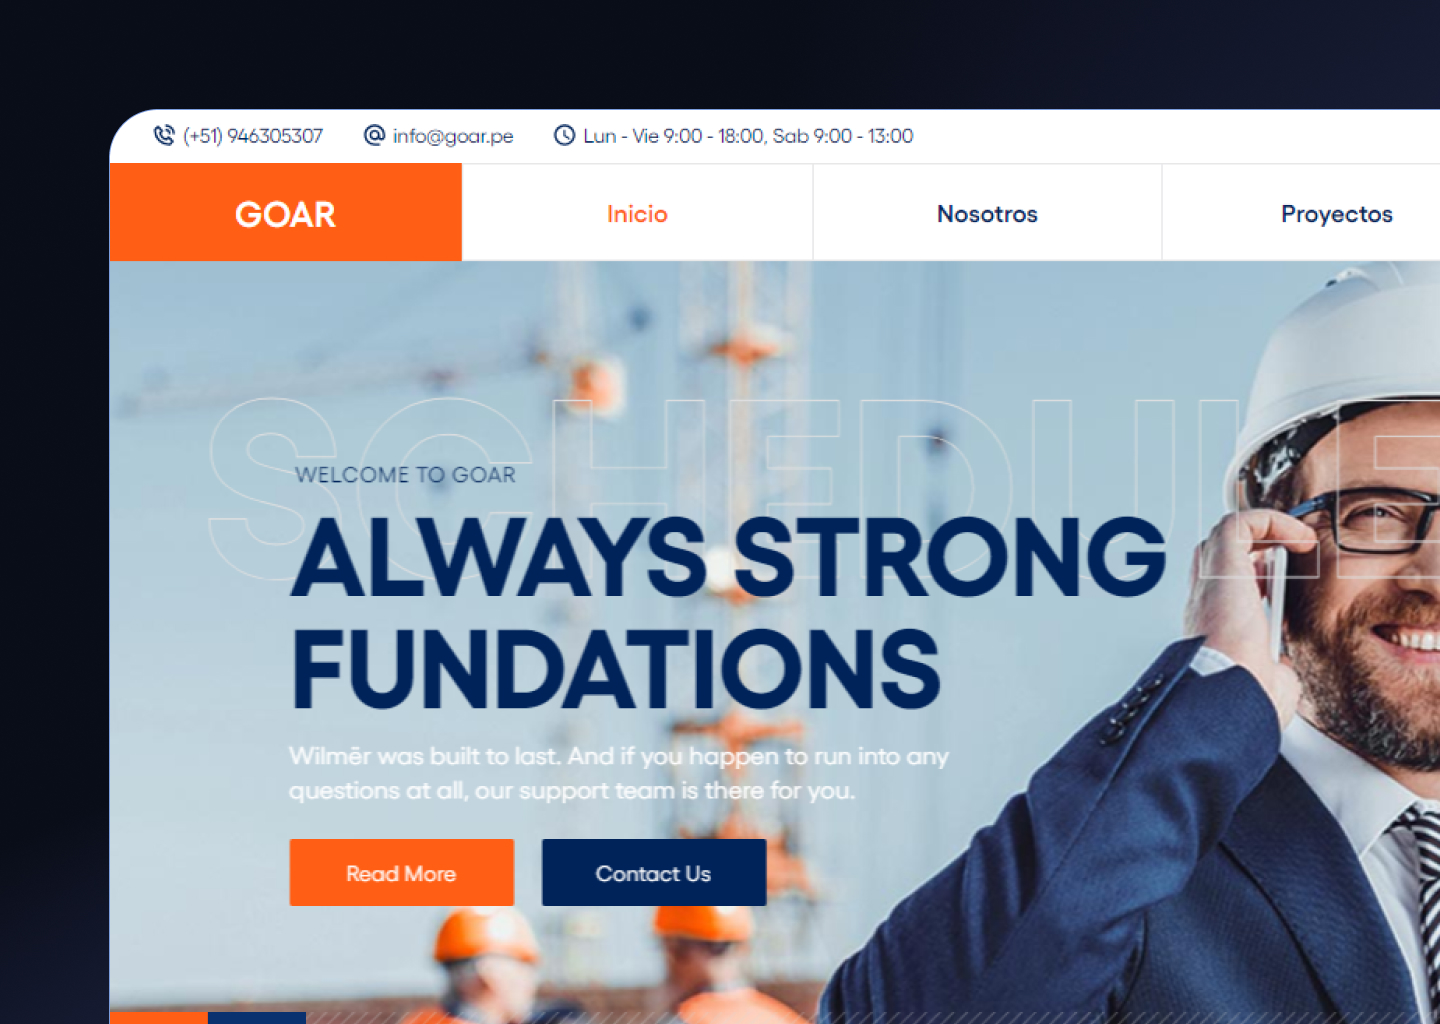 (+51) 946305307 info@goar.pe Lun - Vie 9:00 - 18:00, Sab 9:00 - 13:00
GOAR Inicio Nosotros Proyectos
SCHEDULE
WELCOME TO GOAR
ALWAYS STRONG
FUNDATIONS
Wilmër was built to last. And if you happen to run into any
questions at all, our support team is there for you.
Read More Contact Us